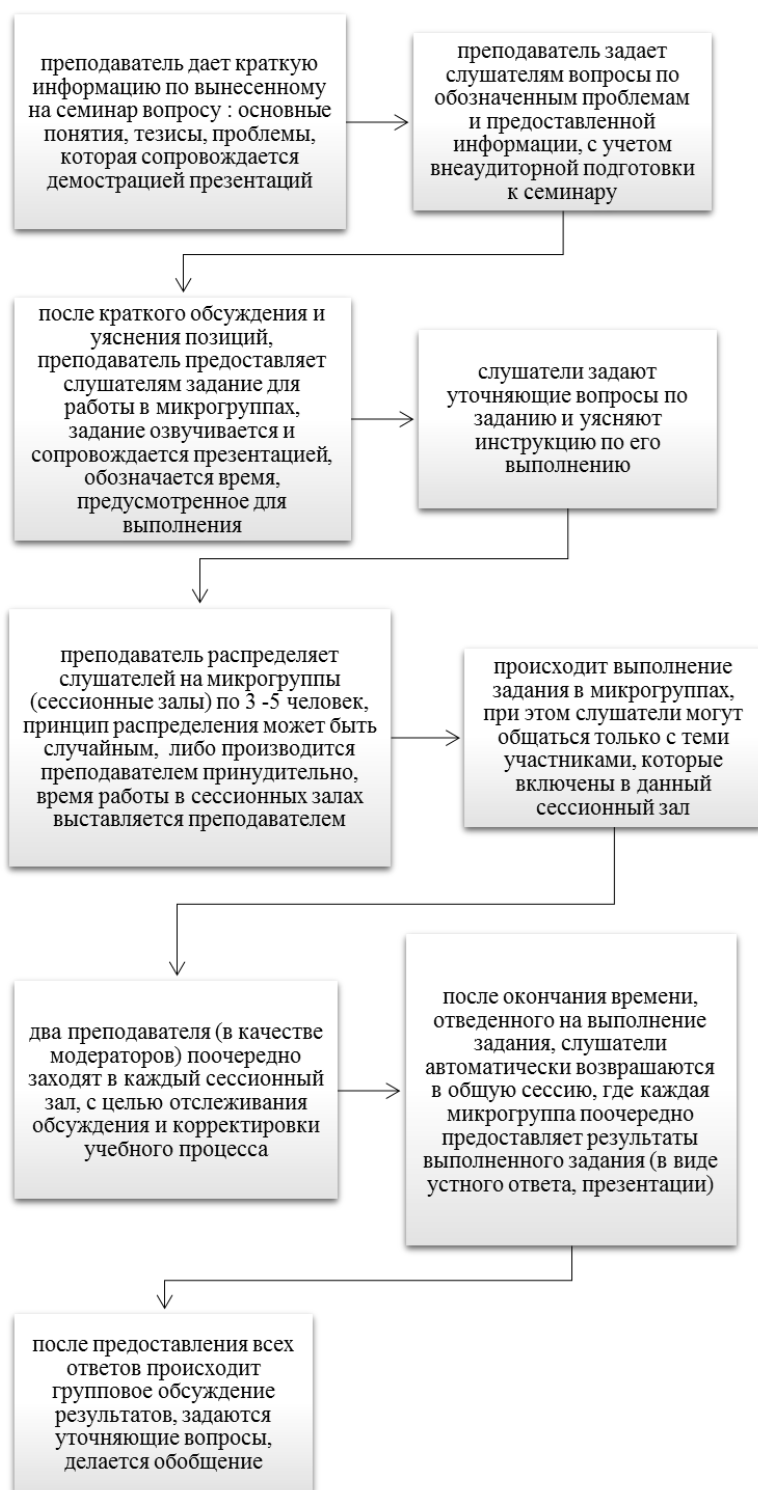 преподаватель дает краткую
информацию по вынесенному
на семинар вопросу : основные
понятия, тезисы, проблемы,
которая сопровождается
демострацией презентаций
преподаватель задает
слушателям вопросы по
обозначенным проблемам
и предоставленной
информации, с учетом
внеаудиторной подготовки
к семинару
после краткого обсуждения и
уяснения позиций,
преподаватель предоставляет
слушателям задание для
работы в микрогруппах,
задание озвучивается и
сопровождается презентацией,
обозначается время,
предусмотренное для
выполнения
слушатели задают
уточняющие вопросы по
заданию и уясняют
инструкцию по его
выполнению
преподаватель распределяет
слушателей на микрогруппы
(сессионные залы) по 3 -5 человек,
принцип распределения может быть
случайным, либо производится
преподавателем принудительно,
время работы в сессионных залах
выставляется преподавателем
происходит выполнение
задания в микрогруппах,
при этом слушатели могут
общаться только с теми
участниками, которые
включены в данный
сессионный зал
два преподавателя (в качестве
модераторов) поочередно
заходят в каждый сессионный
зал, с целью отслеживания
обсуждения и корректировки
учебного процесса
после окончания времени,
отведенного на выполнение
задания, слушатели
автоматически возврашаются
в общую сессию, где каждая
микрогруппа поочередно
предоставляет результаты
выполненного задания (в виде
устного ответа, презентации)
после предоставления всех
ответов происходит
групповое обсуждение
результатов, задаются
уточняющие вопросы,
делается обобщение